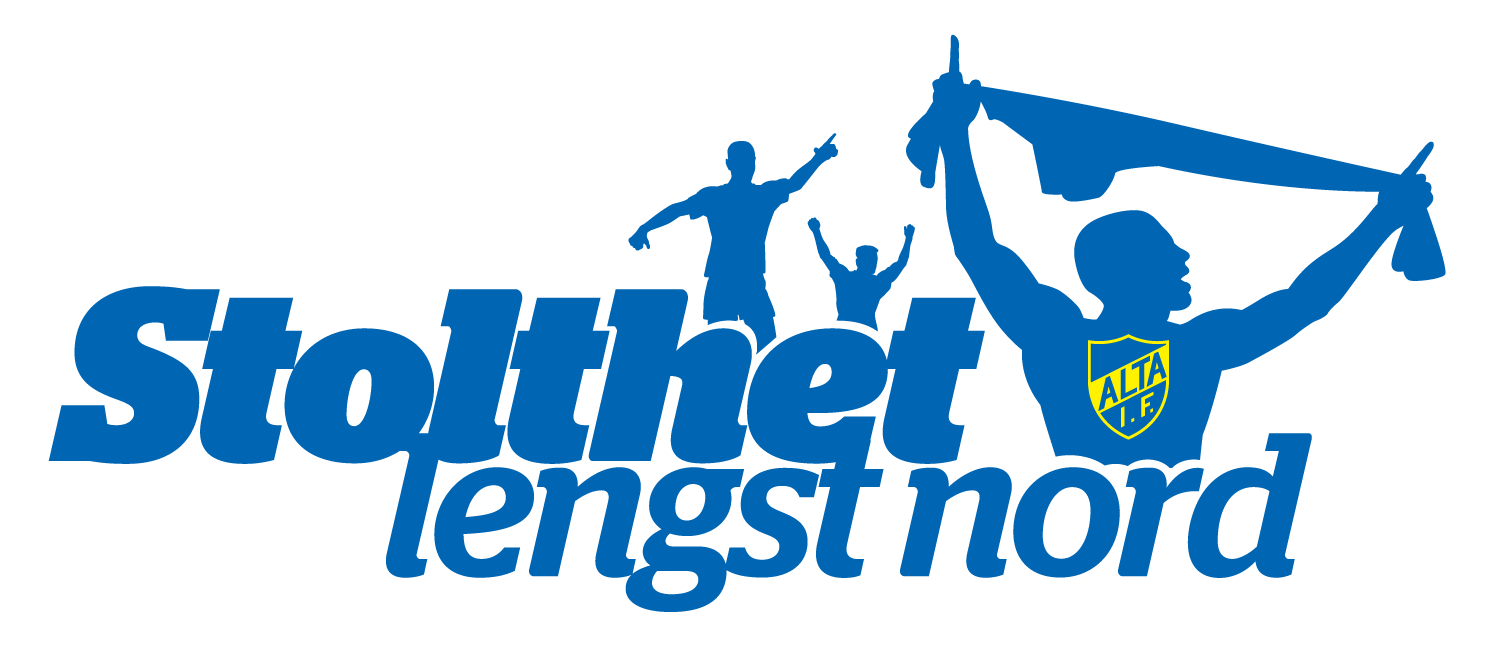 Stolthet
ALTA
I.F.
lengst nord